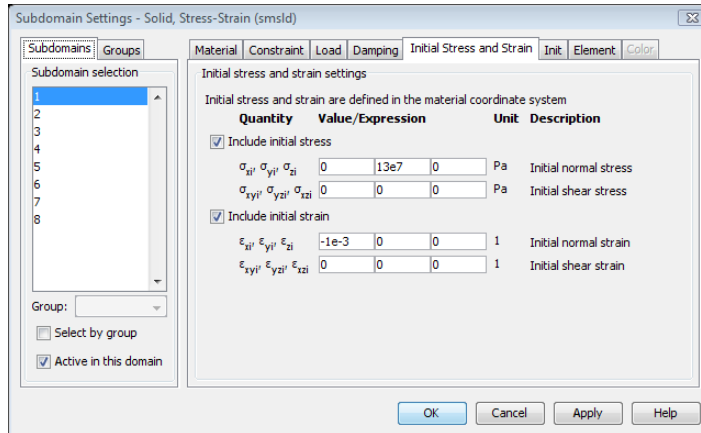 Subdomain Settings - Solid, Stress-Strain (smsld)
Subdomains Groups
Subdomain selection
1
2
3
4
5
6
7
8
Group:
Select by group
Active in this domain
Material Constraint Load Damping Initial Stress and Strain Init Element Color
Initial stress and strain settings
Initial stress and strain are defined in the material coordinate system
Quantity Value/Expression Unit Description
Include initial stress
σxi, σyi, σzi 0 13e7 0 Pa Initial normal stress
σxyi, σyzi, σxzi 0 0 0 Pa Initial shear stress
Include initial strain
εxi, εyi, εzi -1e-3 0 0 1 Initial normal strain
εxyi, εyzi, εxzi 0 0 0 1 Initial shear strain
OK Cancel Apply Help